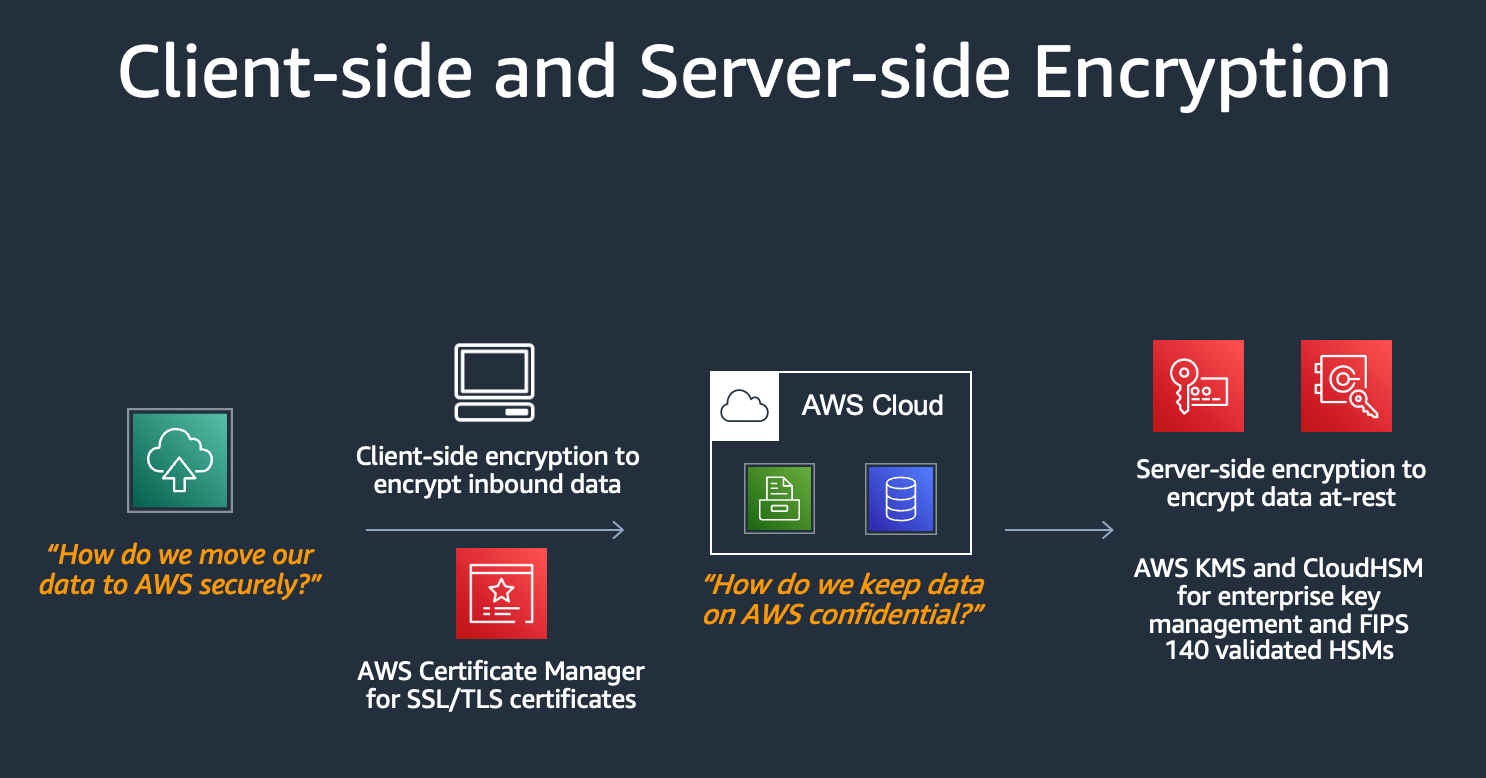 Client-side and Server-side Encryption
“How do we move our
data to AWS securely?”
Client-side encryption to
encrypt inbound data
AWS Certificate Manager
for SSL/TLS certificates
AWS Cloud
“How do we keep data
on AWS confidential?”
Server-side encryption to
encrypt data at-rest
AWS KMS and CloudHSM
for enterprise key
management and FIPS
140 validated HSMs